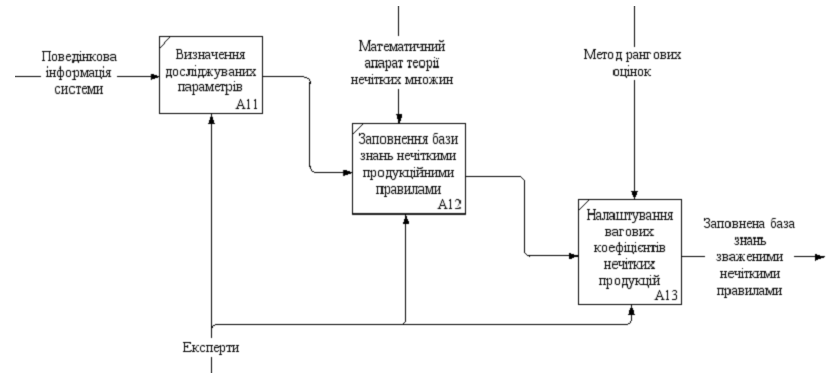 Поведінкова
інформація
системи
Визначення
досліджуваних
параметрів
A11
Математичний
апарат теорії
нечітких множин
Метод рангових
оцінок
Заповнення бази
знань нечіткими
продукційними
правилами
A12
Налаштування
вагових
коефіцієнтів
нечітких
продукцій
A13
Заповнена база
знань
зваженими
нечіткими
правилами
Експерти